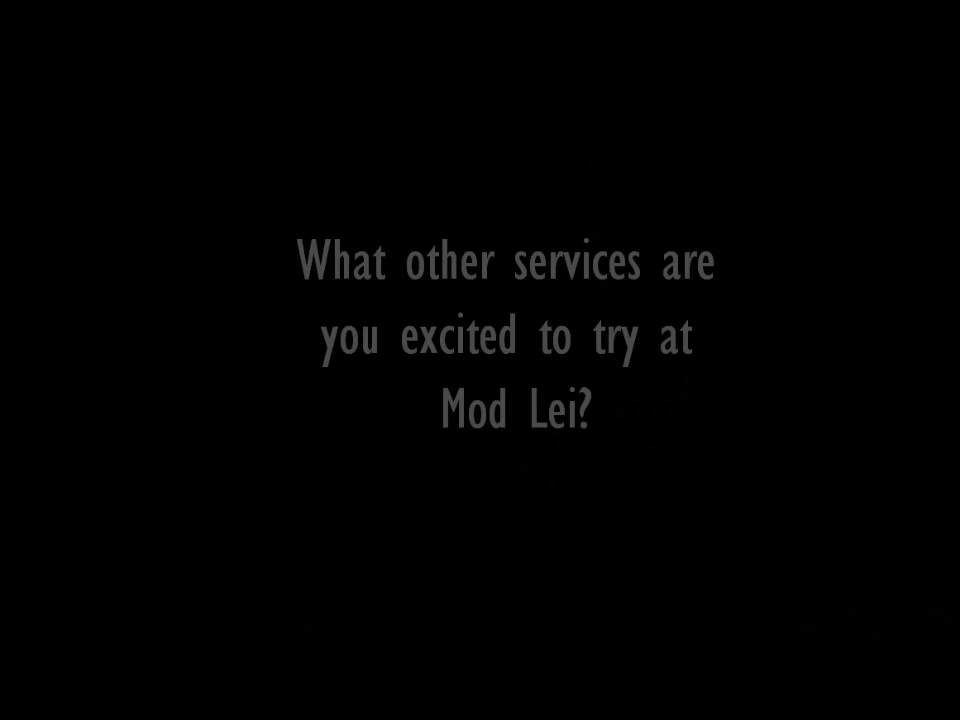 What other services are
you excited to try at
Mod Lei?